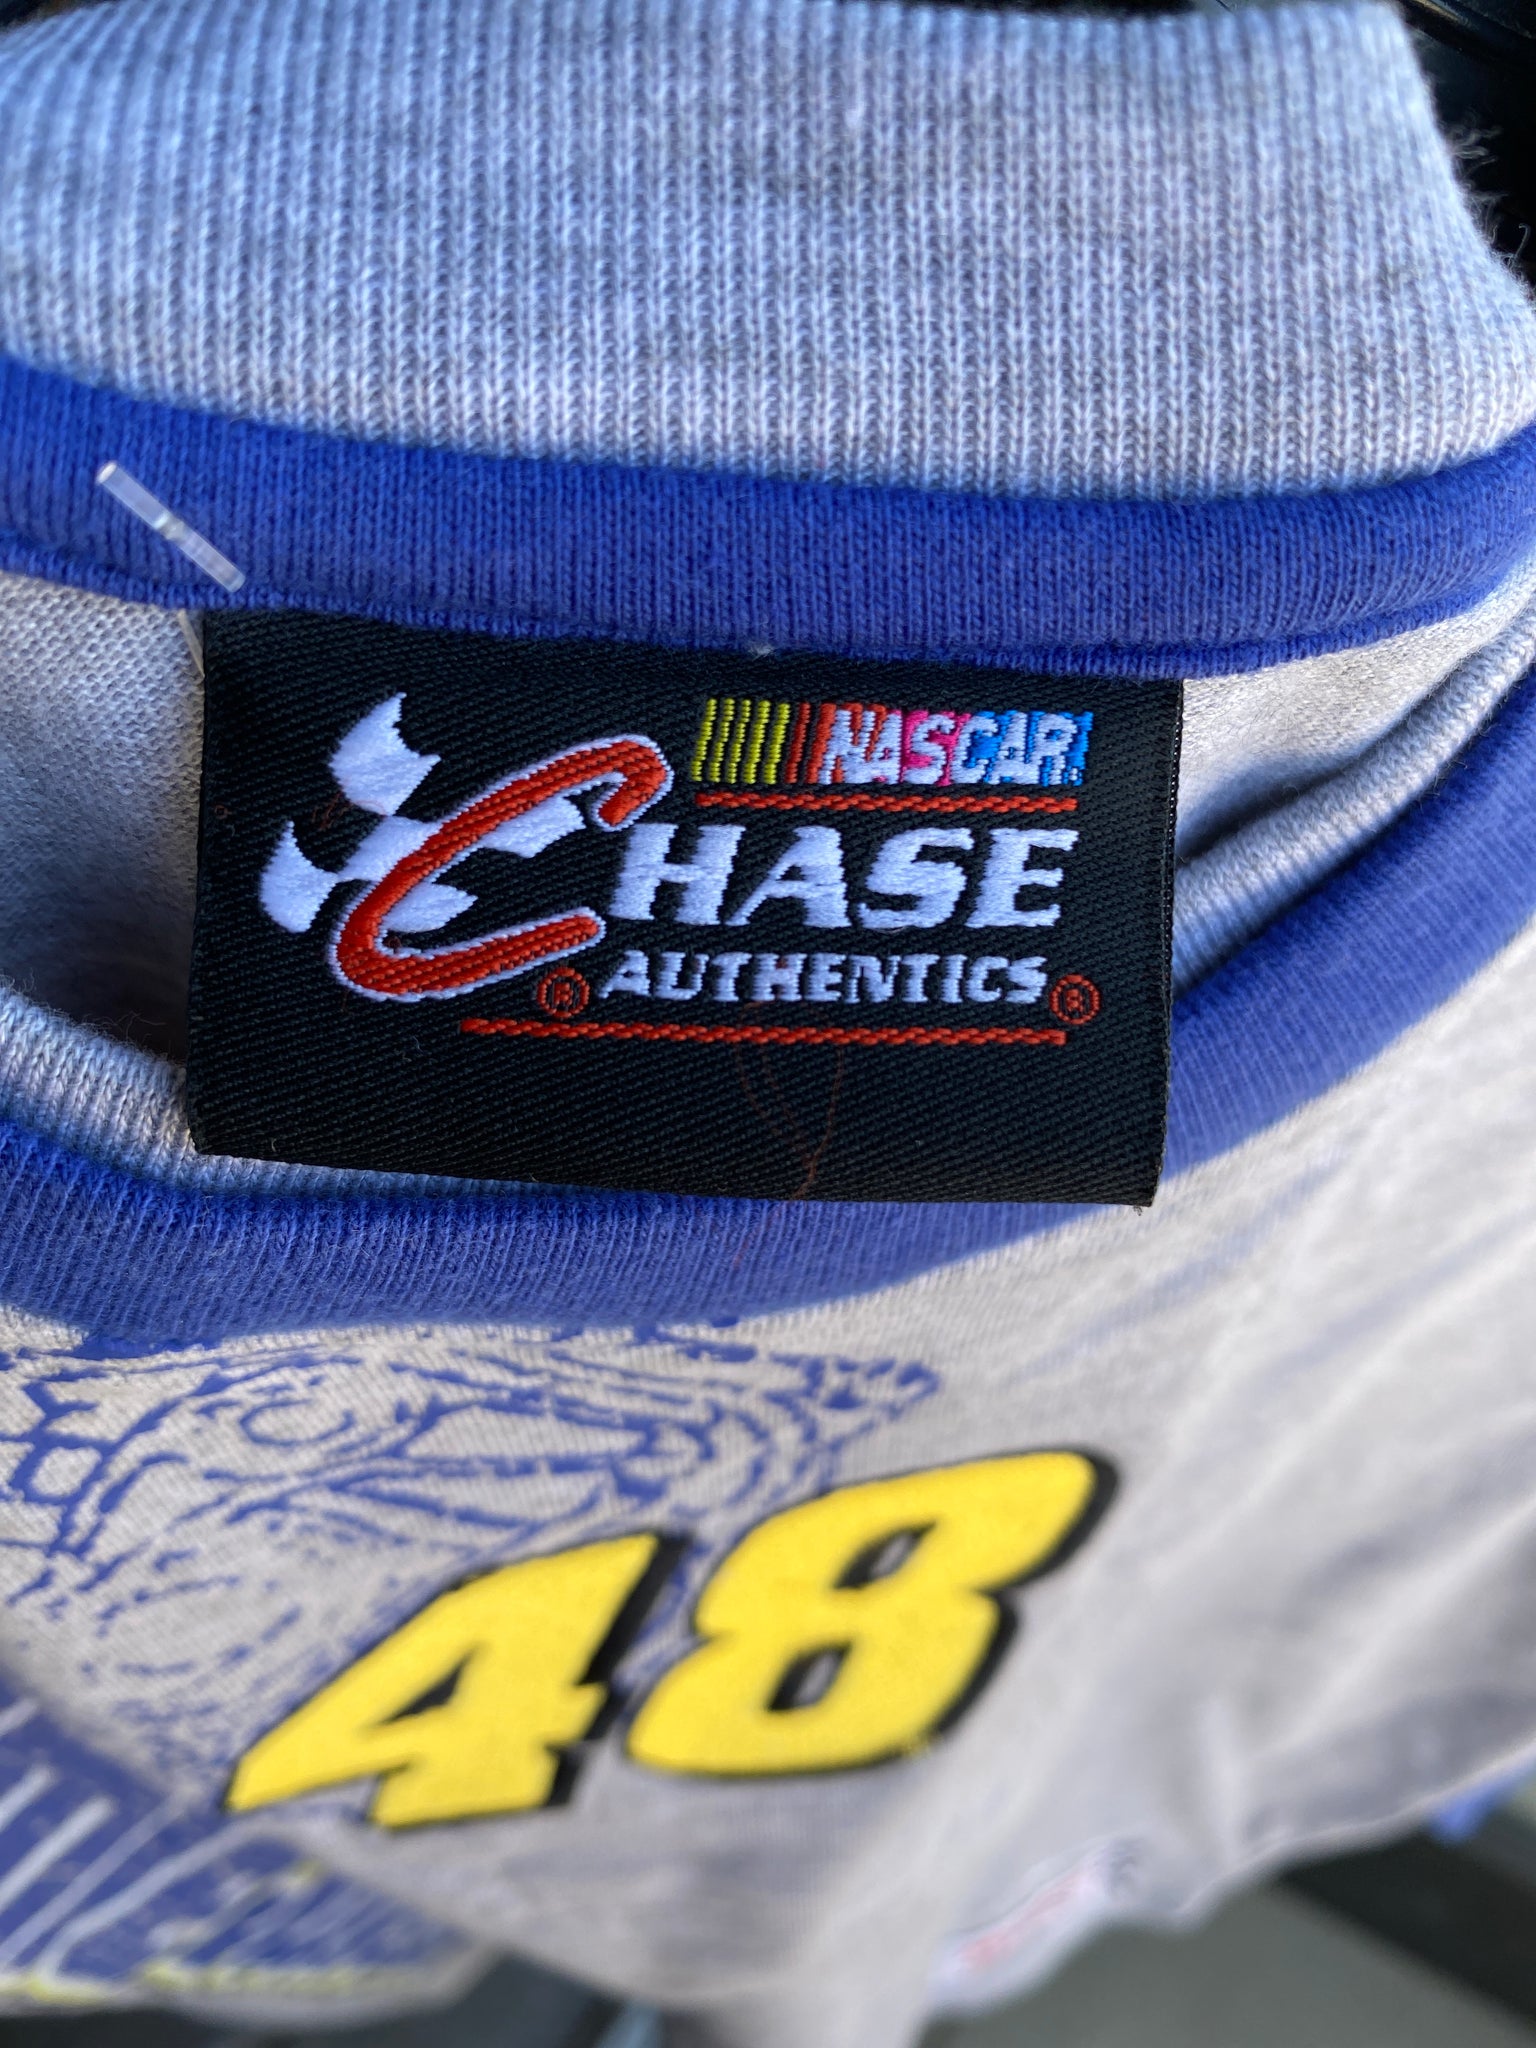 NASCAR
CHASE
® AUTHENTICS ®
48